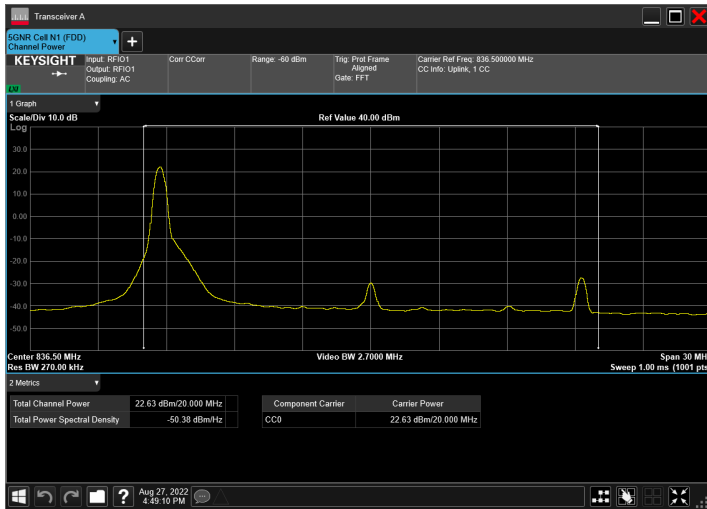 Transceiver A
5GNR Cell N1 (FDD)
Channel Power
KEYSIGHT
LXI
Input: RFIO1
Output: RFIO1
Coupling: AC
Corr CCorr
Range: -60 dBm
Trig: Prot Frame
Aligned
Gate: FFT
Carrier Ref Freq: 836.500000 MHz
CC Info: Uplink, 1 CC
1 Graph
Scale/Div 10.0 dB
Ref Value 40.00 dBm
Log
30.0
20.0
10.0
0.00
-10.0
-20.0
-30.0
-40.0
-50.0
Center 836.50 MHz
Video BW 2.7000 MHz
Span 30 MH
Res BW 270.00 kHz
Sweep 1.00 ms (1001 pts
2 Metrics
Total Channel Power 22.63 dBm/20.000 MHz
Total Power Spectral Density -50.38 dBm/Hz
Component Carrier Carrier Power
CC0 22.63 dBm/20.000 MHz
?
Aug 27, 2022
4:49:10 PM